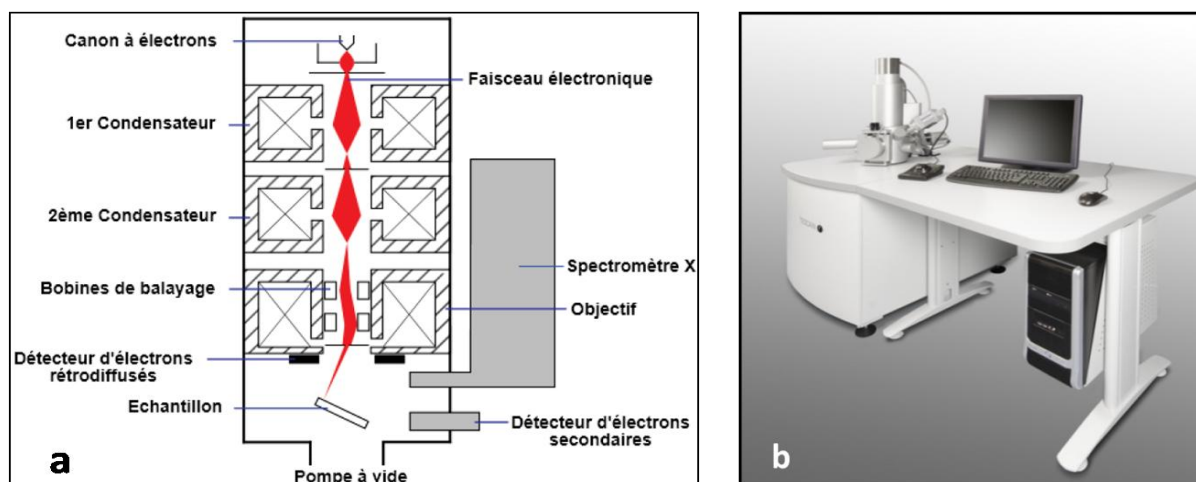 Canon à électrons
Faisceau électronique
1er Condensateur
2ème Condensateur
Spectromètre X
Bobines de balayage
Objectif
Détecteur d'électrons
rétrodiffusés
Echantillon
Détecteur d'électrons
secondaires
Pompe à vide
a
b